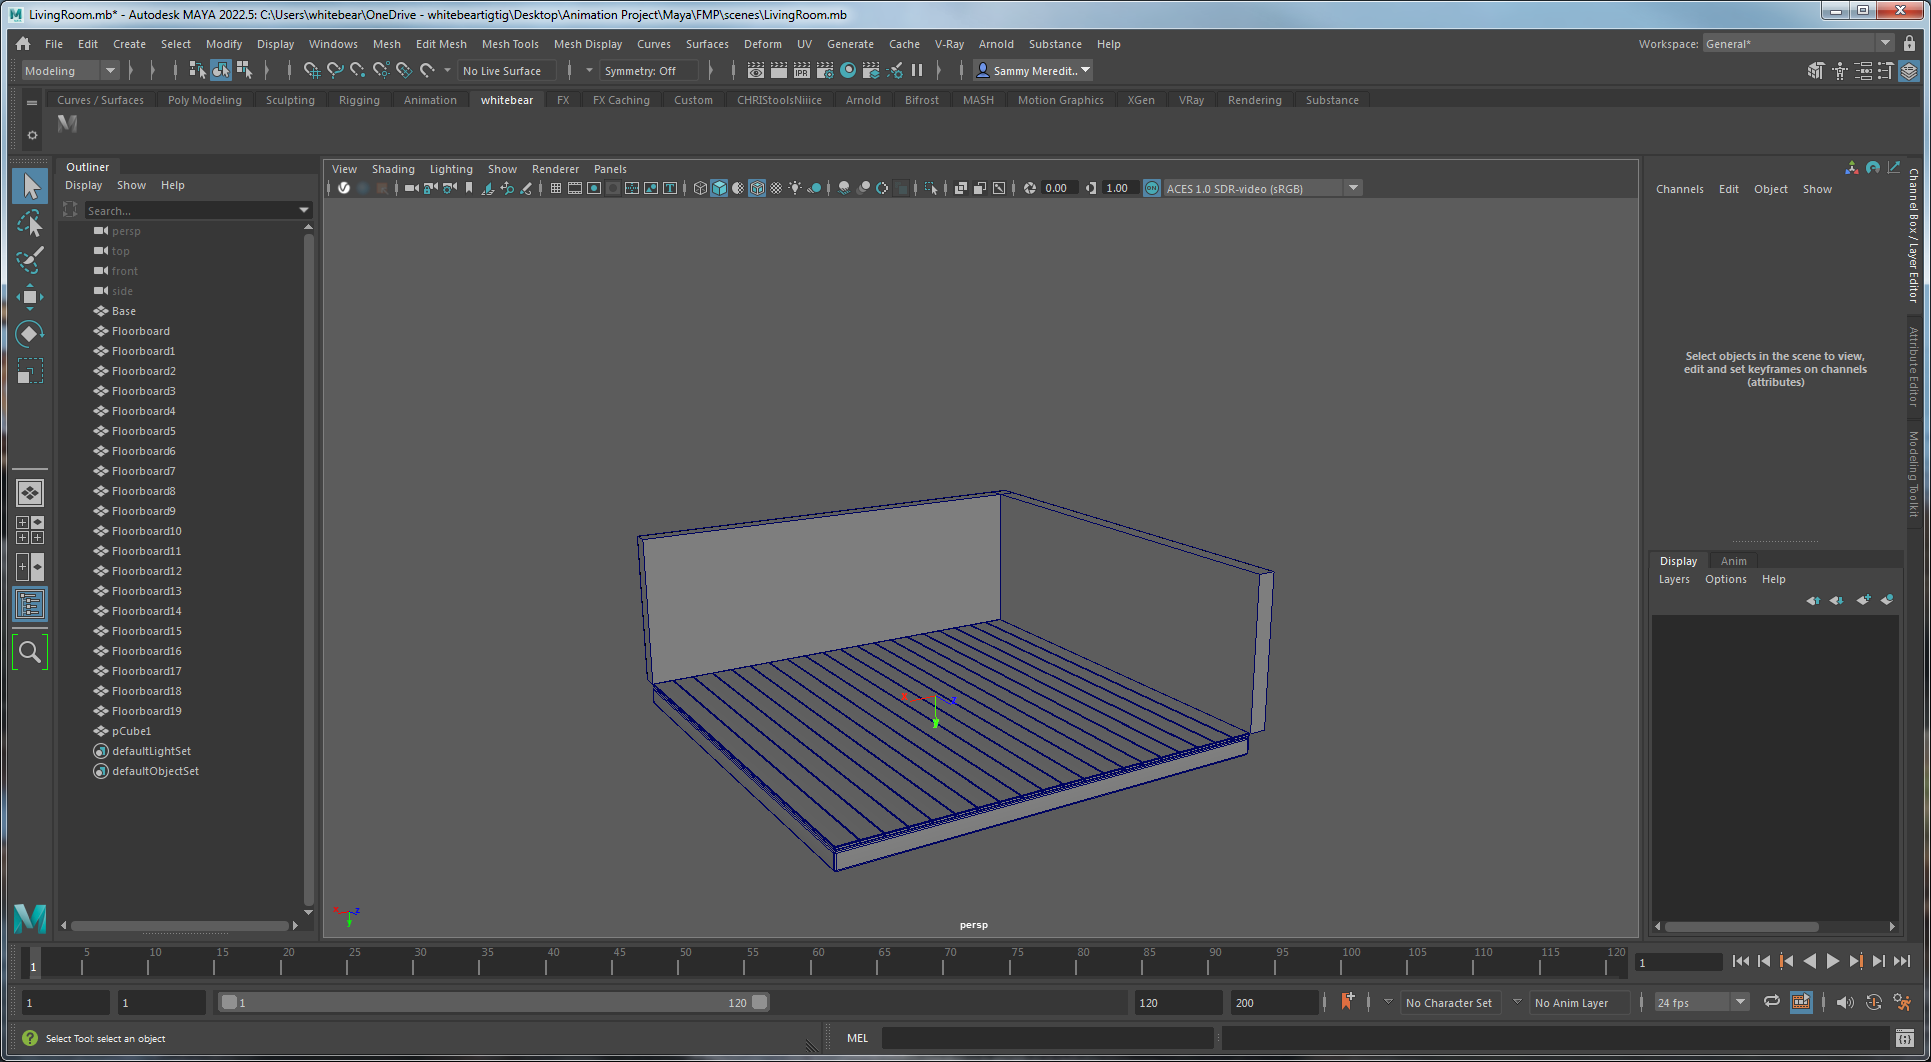 LivingRoom.mb* - Autodesk MAYA 2022.5: C:\Users\whitebear\OneDrive - whitebeartigtig\Desktop\Animation Project\Maya\FMP\scenes\LivingRoom.mb
File Edit Create Select Modify Display Windows Mesh Edit Mesh Mesh Tools Mesh Display Curves Surfaces Deform UV Generate Cache V-Ray Arnold Substance Help
Workspace: General*
Modeling
No Live Surface
Symmetry: Off
IPR
Sammy Meredit..
Curves / Surfaces Poly Modeling Sculpting Rigging Animation whitebear FX FX Caching Custom CHRIStoolsNiiice Arnold Bifrost MASH Motion Graphics XGen VRay Rendering Substance
Outliner
Display Show Help
Search...
persp
top
front
side
Base
Floorboard
Floorboard1
Floorboard2
Floorboard3
Floorboard4
Floorboard5
Floorboard6
Floorboard7
Floorboard8
Floorboard9
Floorboard10
Floorboard11
Floorboard12
Floorboard13
Floorboard14
Floorboard15
Floorboard16
Floorboard17
Floorboard18
Floorboard19
pCube1
defaultLightSet
defaultObjectSet
View Shading Lighting Show Renderer Panels
0.00
1.00
ON
ACES 1.0 SDR-video (sRGB)
persp
Channels Edit Object Show
Select objects in the scene to view,
edit and set keyframes on channels
(attributes)
Channel Box / Layer Editor
Attribute Editor
Modeling Toolkit
Display Anim
Layers Options Help
1
5 10 15 20 25 30 35 40 45 50 55 60 65 70 75 80 85 90 95 100 105 110 115 120
1
1
1
1
120
120
200
No Character Set
No Anim Layer
24 fps
Select Tool: select an object
MEL